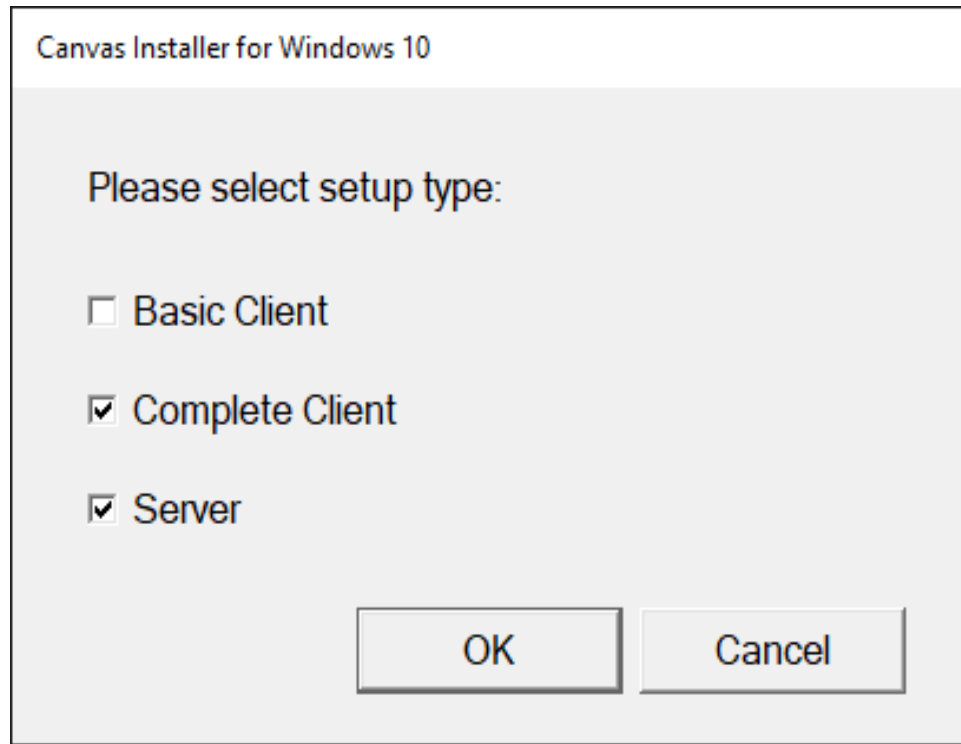 Canvas Installer for Windows 10
Please select setup type:
Basic Client
Complete Client
Server
OK Cancel